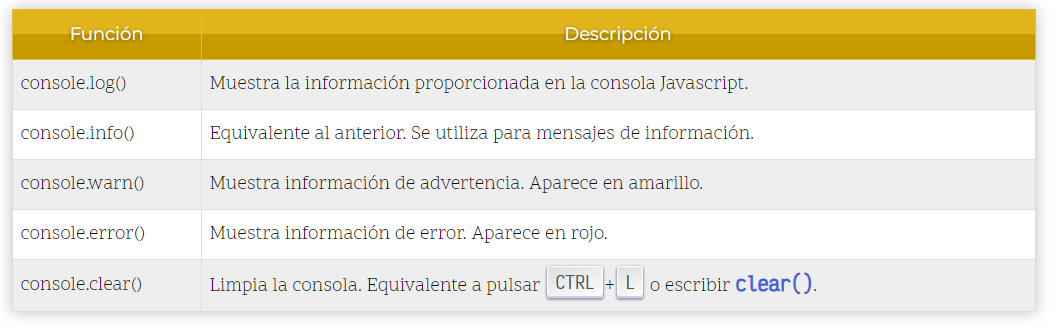 Función Descripción
console.log() Muestra la información proporcionada en la consola Javascript.
console.info() Equivalente al anterior. Se utiliza para mensajes de información.
console.warn() Muestra información de advertencia. Aparece en amarillo.
console.error() Muestra información de error. Aparece en rojo.
console.clear() Limpia la consola. Equivalente a pulsar CTRL+L o escribir clear().